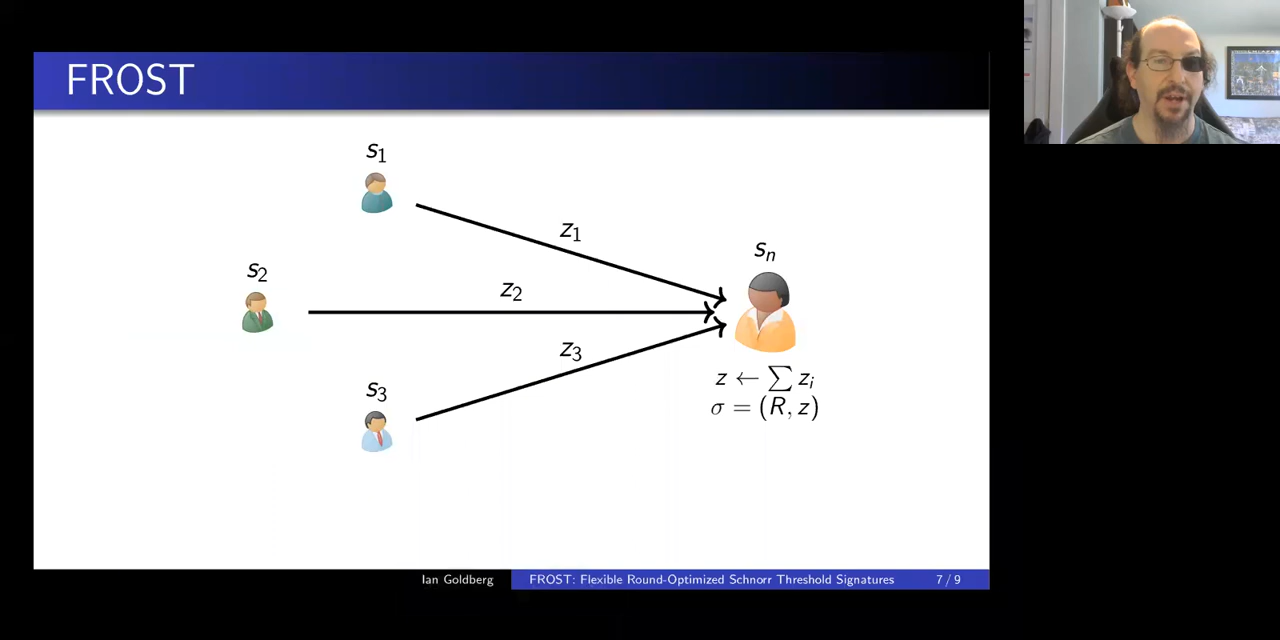 FROST
s₁
z₁
sₙ
s₂
z₂
z₃
s₃
z ← ∑ zᵢ
σ = (R, z)
Ian Goldberg
FROST: Flexible Round-Optimized Schnorr Threshold Signatures
7 / 9